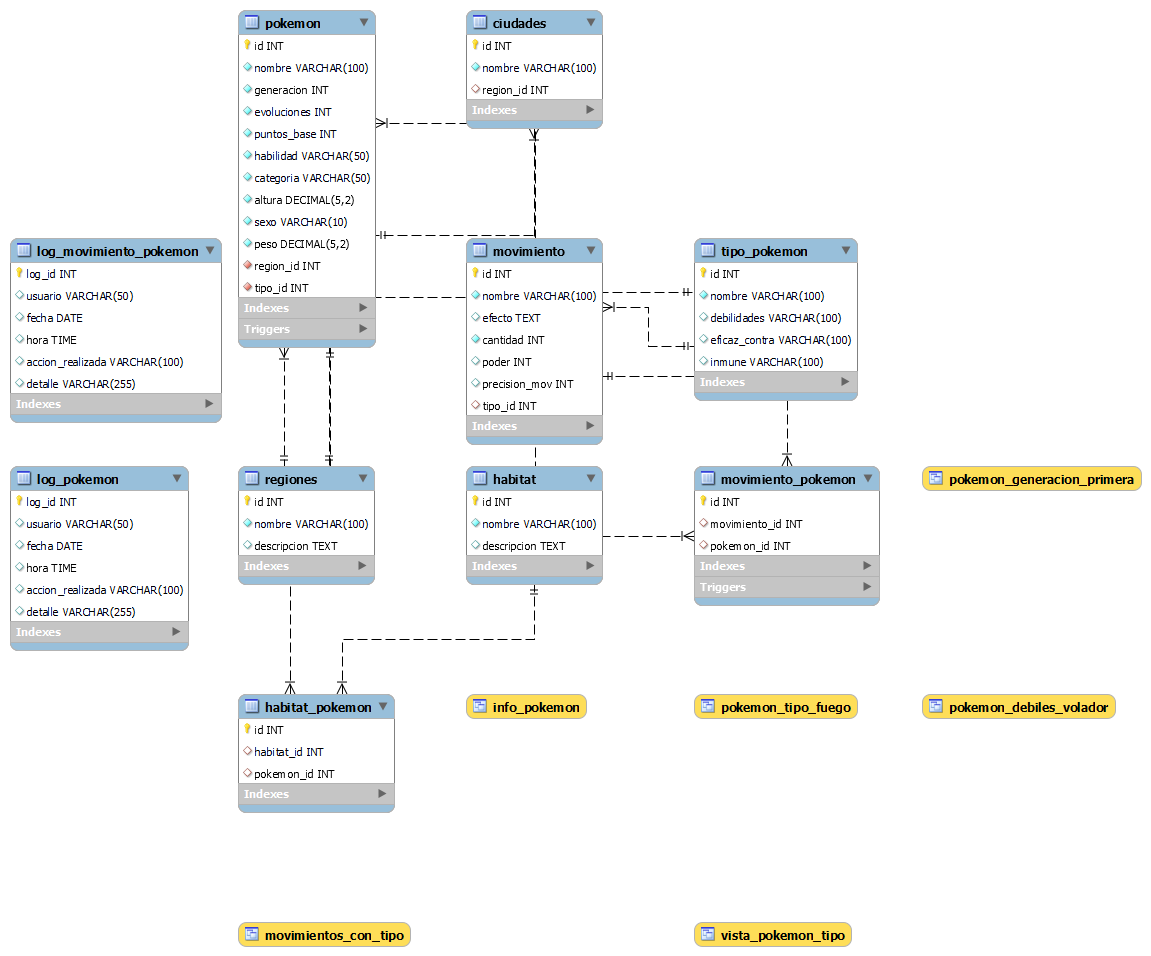 pokemon
id INT
nombre VARCHAR(100)
generacion INT
evoluciones INT
puntos_base INT
habilidad VARCHAR(50)
categoria VARCHAR(50)
altura DECIMAL(5,2)
sexo VARCHAR(10)
peso DECIMAL(5,2)
region_id INT
tipo_id INT
Indexes
Triggers
ciudades
id INT
nombre VARCHAR(100)
region_id INT
Indexes
log_movimiento_pokemon
log_id INT
usuario VARCHAR(50)
fecha DATE
hora TIME
accion_realizada VARCHAR(100)
detalle VARCHAR(255)
Indexes
movimiento
id INT
nombre VARCHAR(100)
efecto TEXT
cantidad INT
poder INT
precision_mov INT
tipo_id INT
Indexes
tipo_pokemon
id INT
nombre VARCHAR(100)
debilidades VARCHAR(100)
eficaz_contra VARCHAR(100)
inmune VARCHAR(100)
Indexes
log_pokemon
log_id INT
usuario VARCHAR(50)
fecha DATE
hora TIME
accion_realizada VARCHAR(100)
detalle VARCHAR(255)
Indexes
regiones
id INT
nombre VARCHAR(100)
descripcion TEXT
Indexes
habitat
id INT
nombre VARCHAR(100)
descripcion TEXT
Indexes
movimiento_pokemon
id INT
movimiento_id INT
pokemon_id INT
Indexes
Triggers
pokemon_generacion_primera
habitat_pokemon
id INT
habitat_id INT
pokemon_id INT
Indexes
info_pokemon
pokemon_tipo_fuego
pokemon_debiles_volador
movimientos_con_tipo
vista_pokemon_tipo